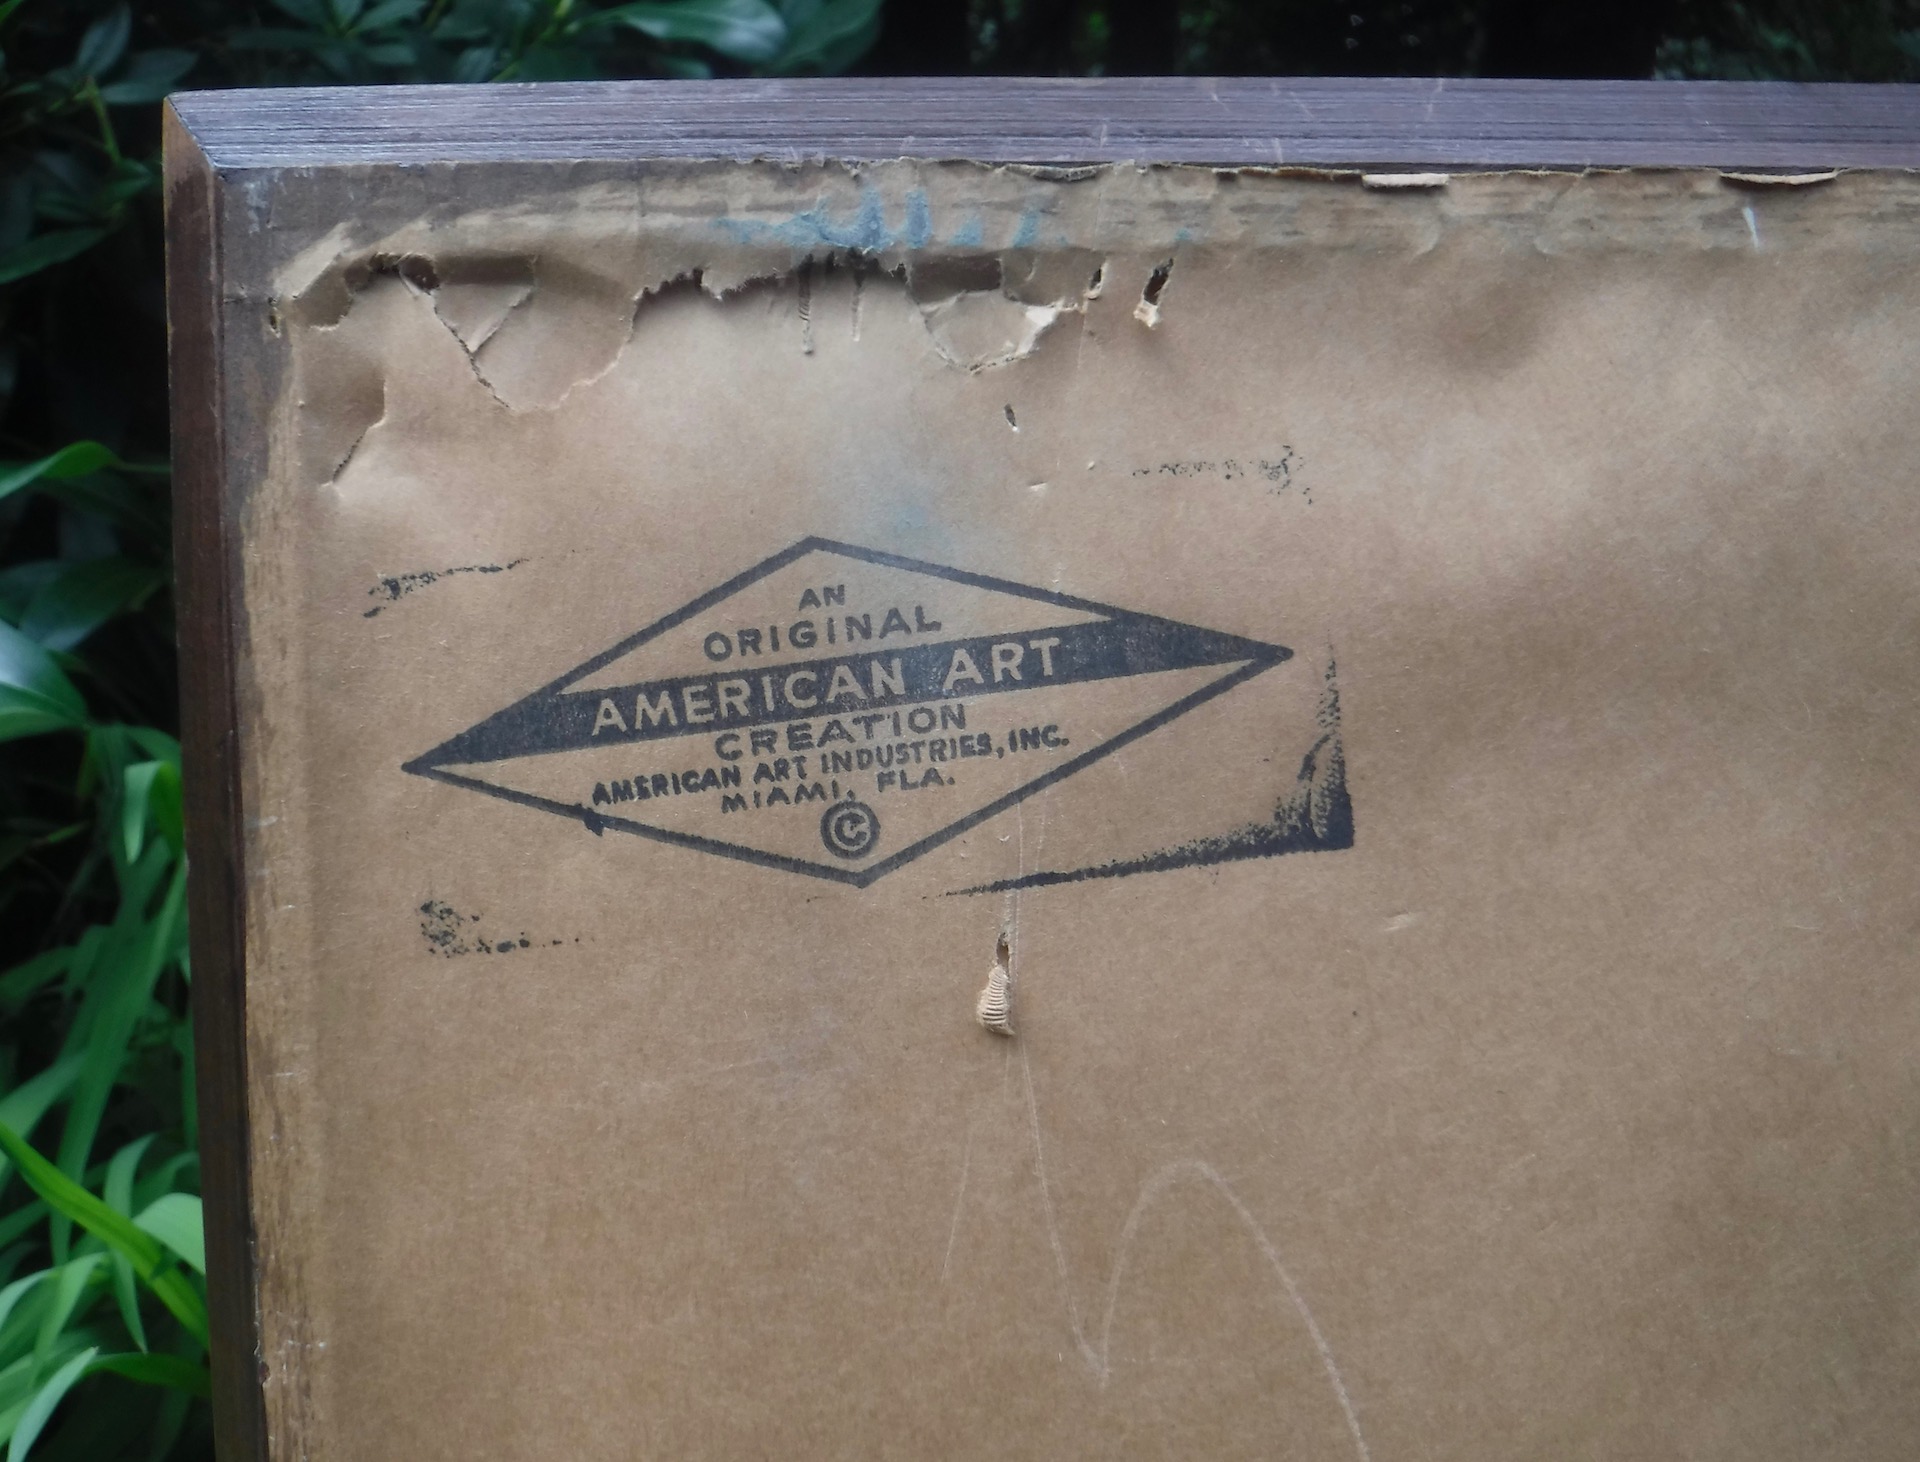 AN
ORIGINAL
AMERICAN ART
CREATION
AMERICAN ART INDUSTRIES, INC.
MIAMI, FLA.
©